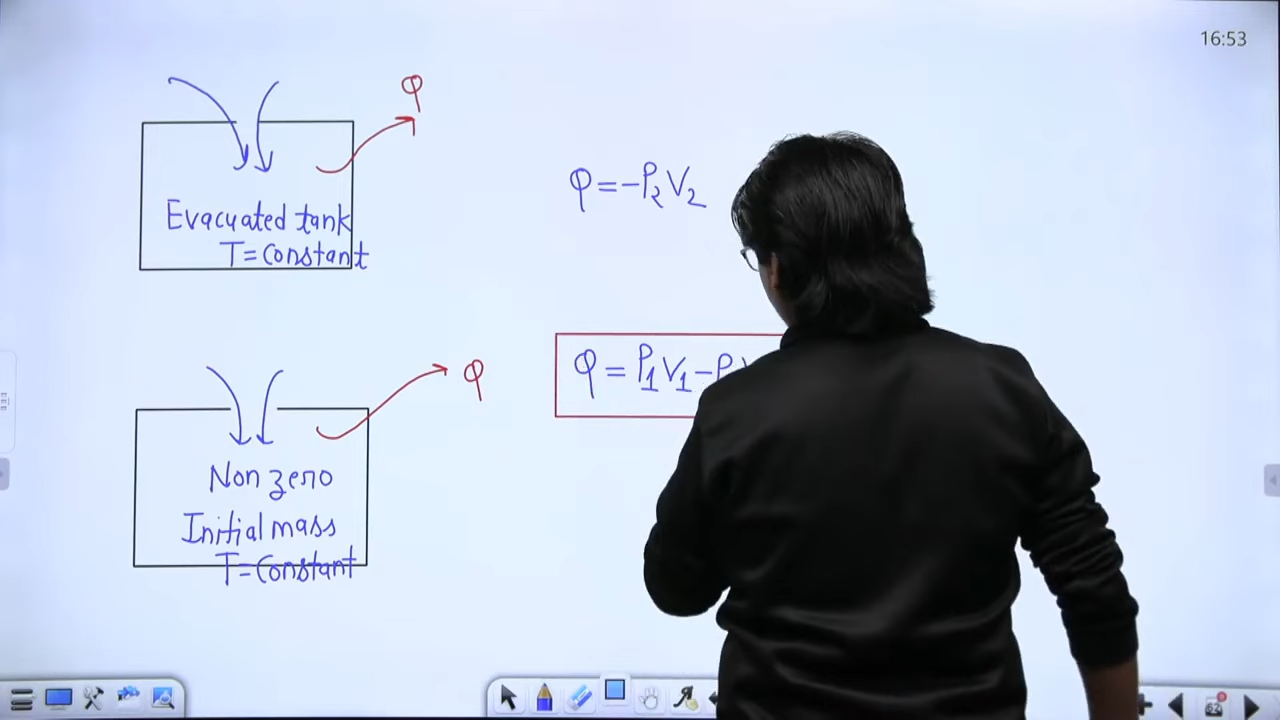 16:53
Q
Evacuated tank
T=Constant
Q=-P₂V₂
Q=P₁V₁-P
Q
Non zero
Initial mass
T=Constant